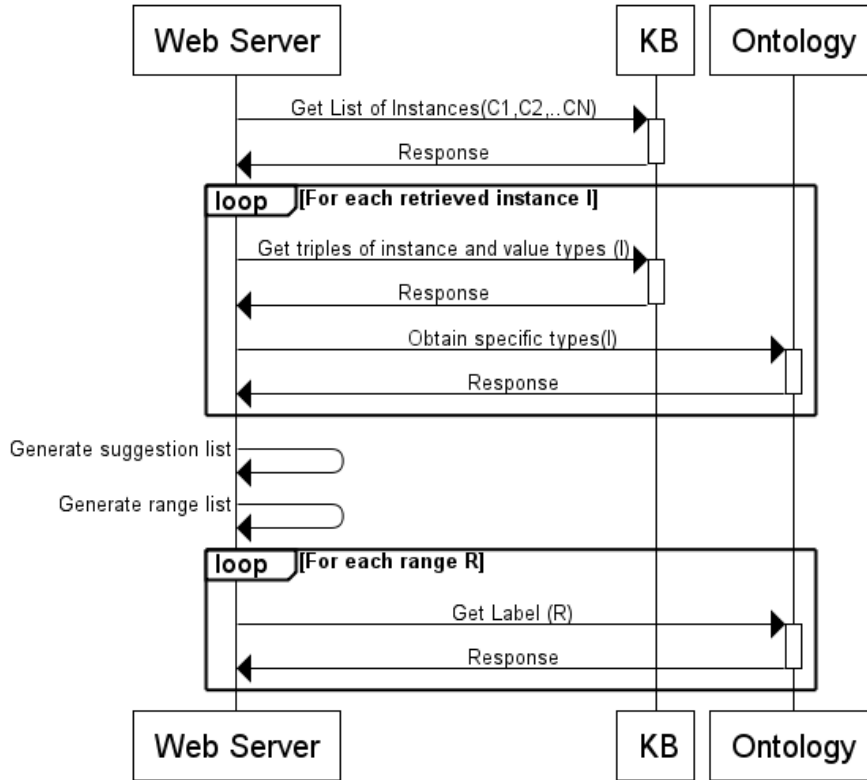 Web Server
KB
Ontology
Get List of Instances(C1,C2,..CN)
Response
loop
[For each retrieved instance I]
Get triples of instance and value types (I)
Response
Obtain specific types(I)
Response
Generate suggestion list
Generate range list
loop
[For each range R]
Get Label (R)
Response
Web Server
KB
Ontology